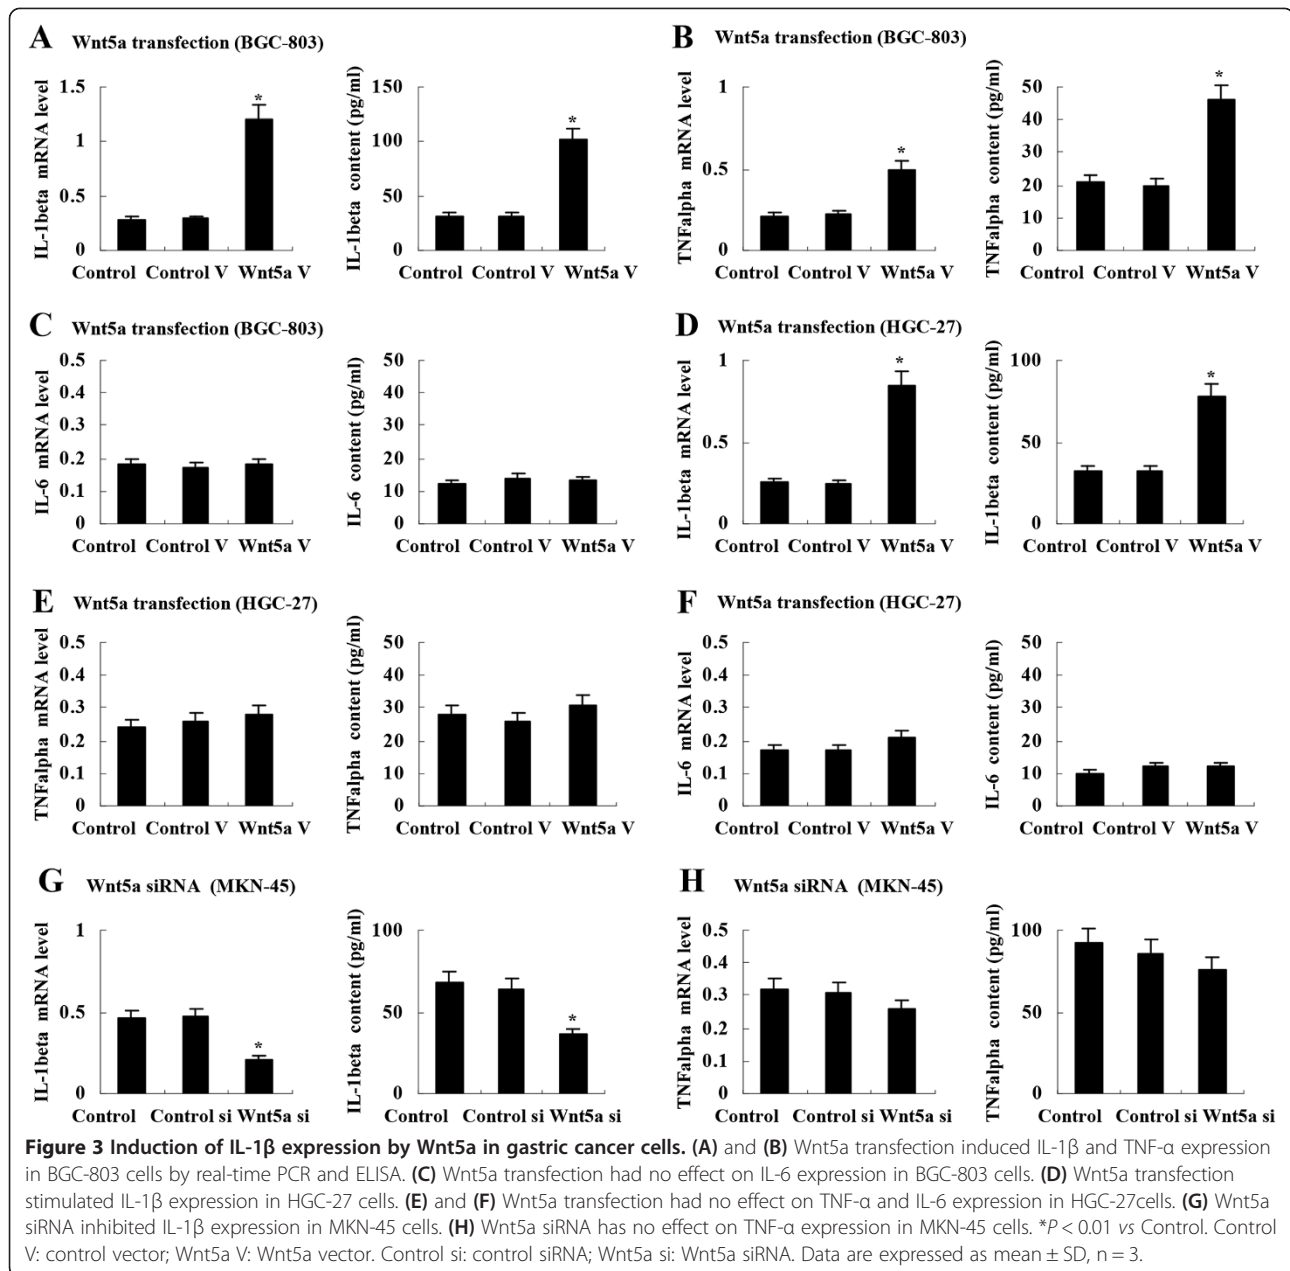 A Wnt5a transfection (BGC-803)
IL-1beta mRNA level
1.5
1
0.5
0
Control Control V Wnt5a V
*
IL-1beta content (pg/ml)
150
100
50
0
Control Control V Wnt5a V
*
B Wnt5a transfection (BGC-803)
TNFalpha mRNA level
1
0.5
0
Control Control V Wnt5a V
*
TNFalpha content (pg/ml)
50
40
30
20
10
0
Control Control V Wnt5a V
*
C Wnt5a transfection (BGC-803)
IL-6 mRNA level
0.5
0.4
0.3
0.2
0.1
0
Control Control V Wnt5a V
IL-6 content (pg/ml)
50
40
30
20
10
0
Control Control V Wnt5a V
D Wnt5a transfection (HGC-27)
IL-1beta mRNA level
1
0.5
0
Control Control V Wnt5a V
*
IL-1beta content (pg/ml)
100
50
0
Control Control V Wnt5a V
*
E Wnt5a transfection (HGC-27)
TNFalpha mRNA level
0.5
0.4
0.3
0.2
0.1
0
Control Control V Wnt5a V
TNFalpha content (pg/ml)
50
40
30
20
10
0
Control Control V Wnt5a V
F Wnt5a transfection (HGC-27)
IL-6 mRNA level
0.5
0.4
0.3
0.2
0.1
0
Control Control V Wnt5a V
IL-6 content (pg/ml)
50
40
30
20
10
0
Control Control V Wnt5a V
G Wnt5a siRNA (MKN-45)
IL-1beta mRNA level
1
0.5
0
Control Control si Wnt5a si
*
IL-1beta content (pg/ml)
100
50
0
Control Control si Wnt5a si
*
H Wnt5a siRNA (MKN-45)
TNFalpha mRNA level
0.5
0.4
0.3
0.2
0.1
0
Control Control si Wnt5a si
TNFalpha content (pg/ml)
100
50
0
Control Control si Wnt5a si
Figure 3 Induction of IL-1β expression by Wnt5a in gastric cancer cells. (A) and (B) Wnt5a transfection induced IL-1β and TNF-α expression
in BGC-803 cells by real-time PCR and ELISA. (C) Wnt5a transfection had no effect on IL-6 expression in BGC-803 cells. (D) Wnt5a transfection
stimulated IL-1β expression in HGC-27 cells. (E) and (F) Wnt5a transfection had no effect on TNF-α and IL-6 expression in HGC-27cells. (G) Wnt5a
siRNA inhibited IL-1β expression in MKN-45 cells. (H) Wnt5a siRNA has no effect on TNF-α expression in MKN-45 cells. *P < 0.01 vs Control. Control
V: control vector; Wnt5a V: Wnt5a vector. Control si: control siRNA; Wnt5a si: Wnt5a siRNA. Data are expressed as mean ± SD, n = 3.